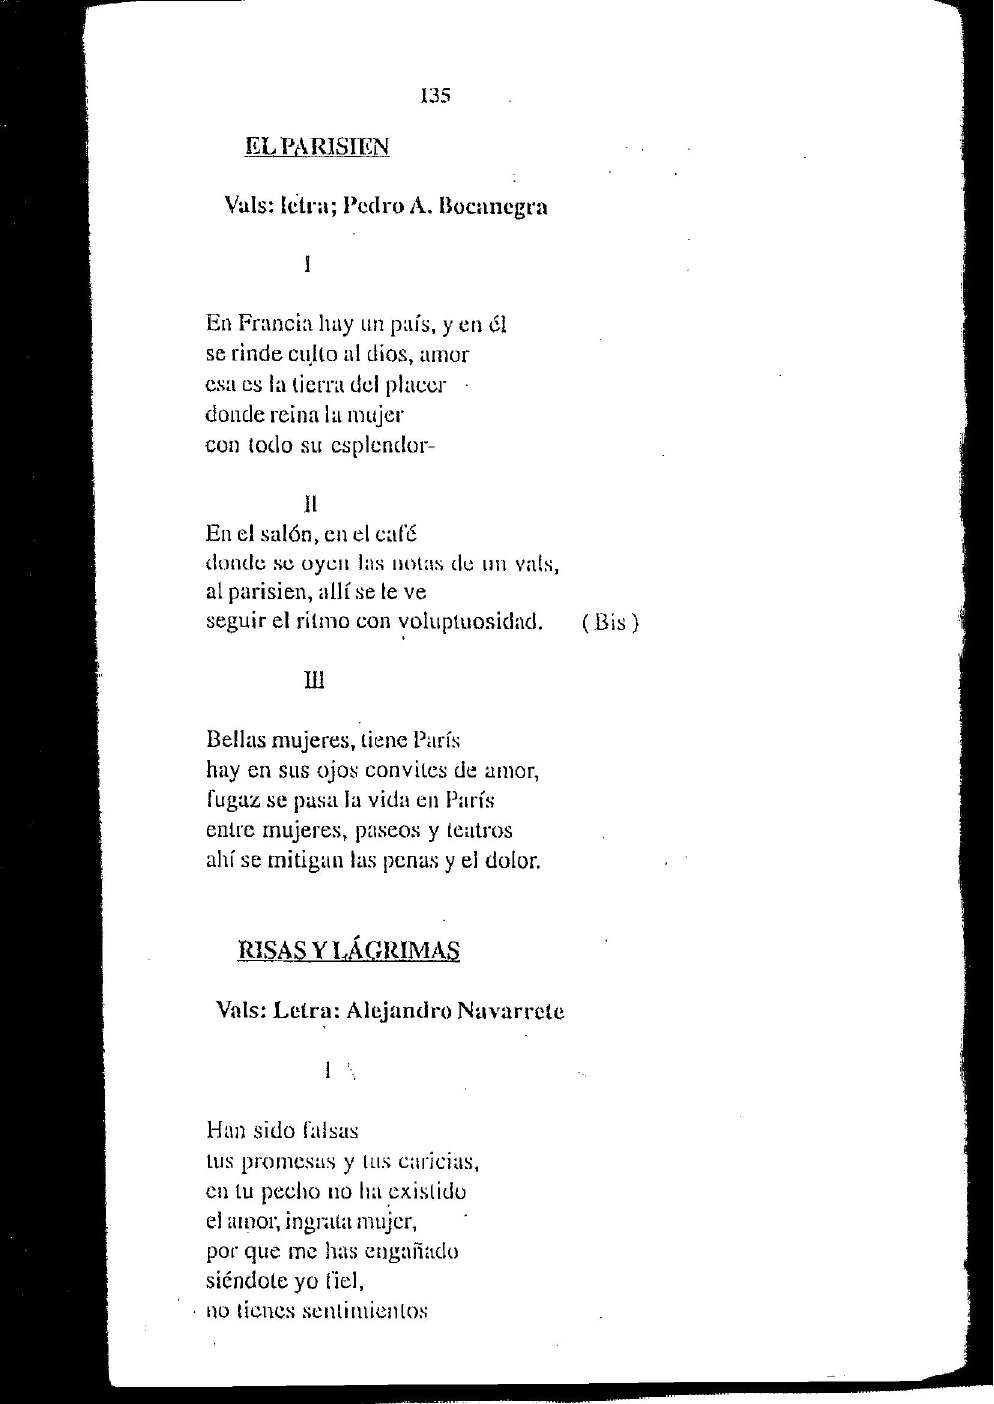 135
EL PARISIEN
Vals: letra; Pedro A. Bocanegra
I
En Francia hay un país, y en él
se rinde culto al dios, amor
esa es la tierra del placer
donde reina la mujer
con todo su esplendor-
II
En el salón, en el café
donde se oyen las notas de un vals,
al parisien, allí se le ve
seguir el ritmo con voluptuosidad. ( Bis )
III
Bellas mujeres, tiene París
hay en sus ojos convites de amor,
fugaz se pasa la vida en París
entre mujeres, paseos y teatros
ahí se mitigan las penas y el dolor.
RISAS Y LÁGRIMAS
Vals: Letra: Alejandro Navarrete
I
Han sido falsas
tus promesas y tus caricias,
en tu pecho no ha existido
el amor, ingrata mujer,
por que me has engañado
siéndote yo fiel,
no tienes sentimientos